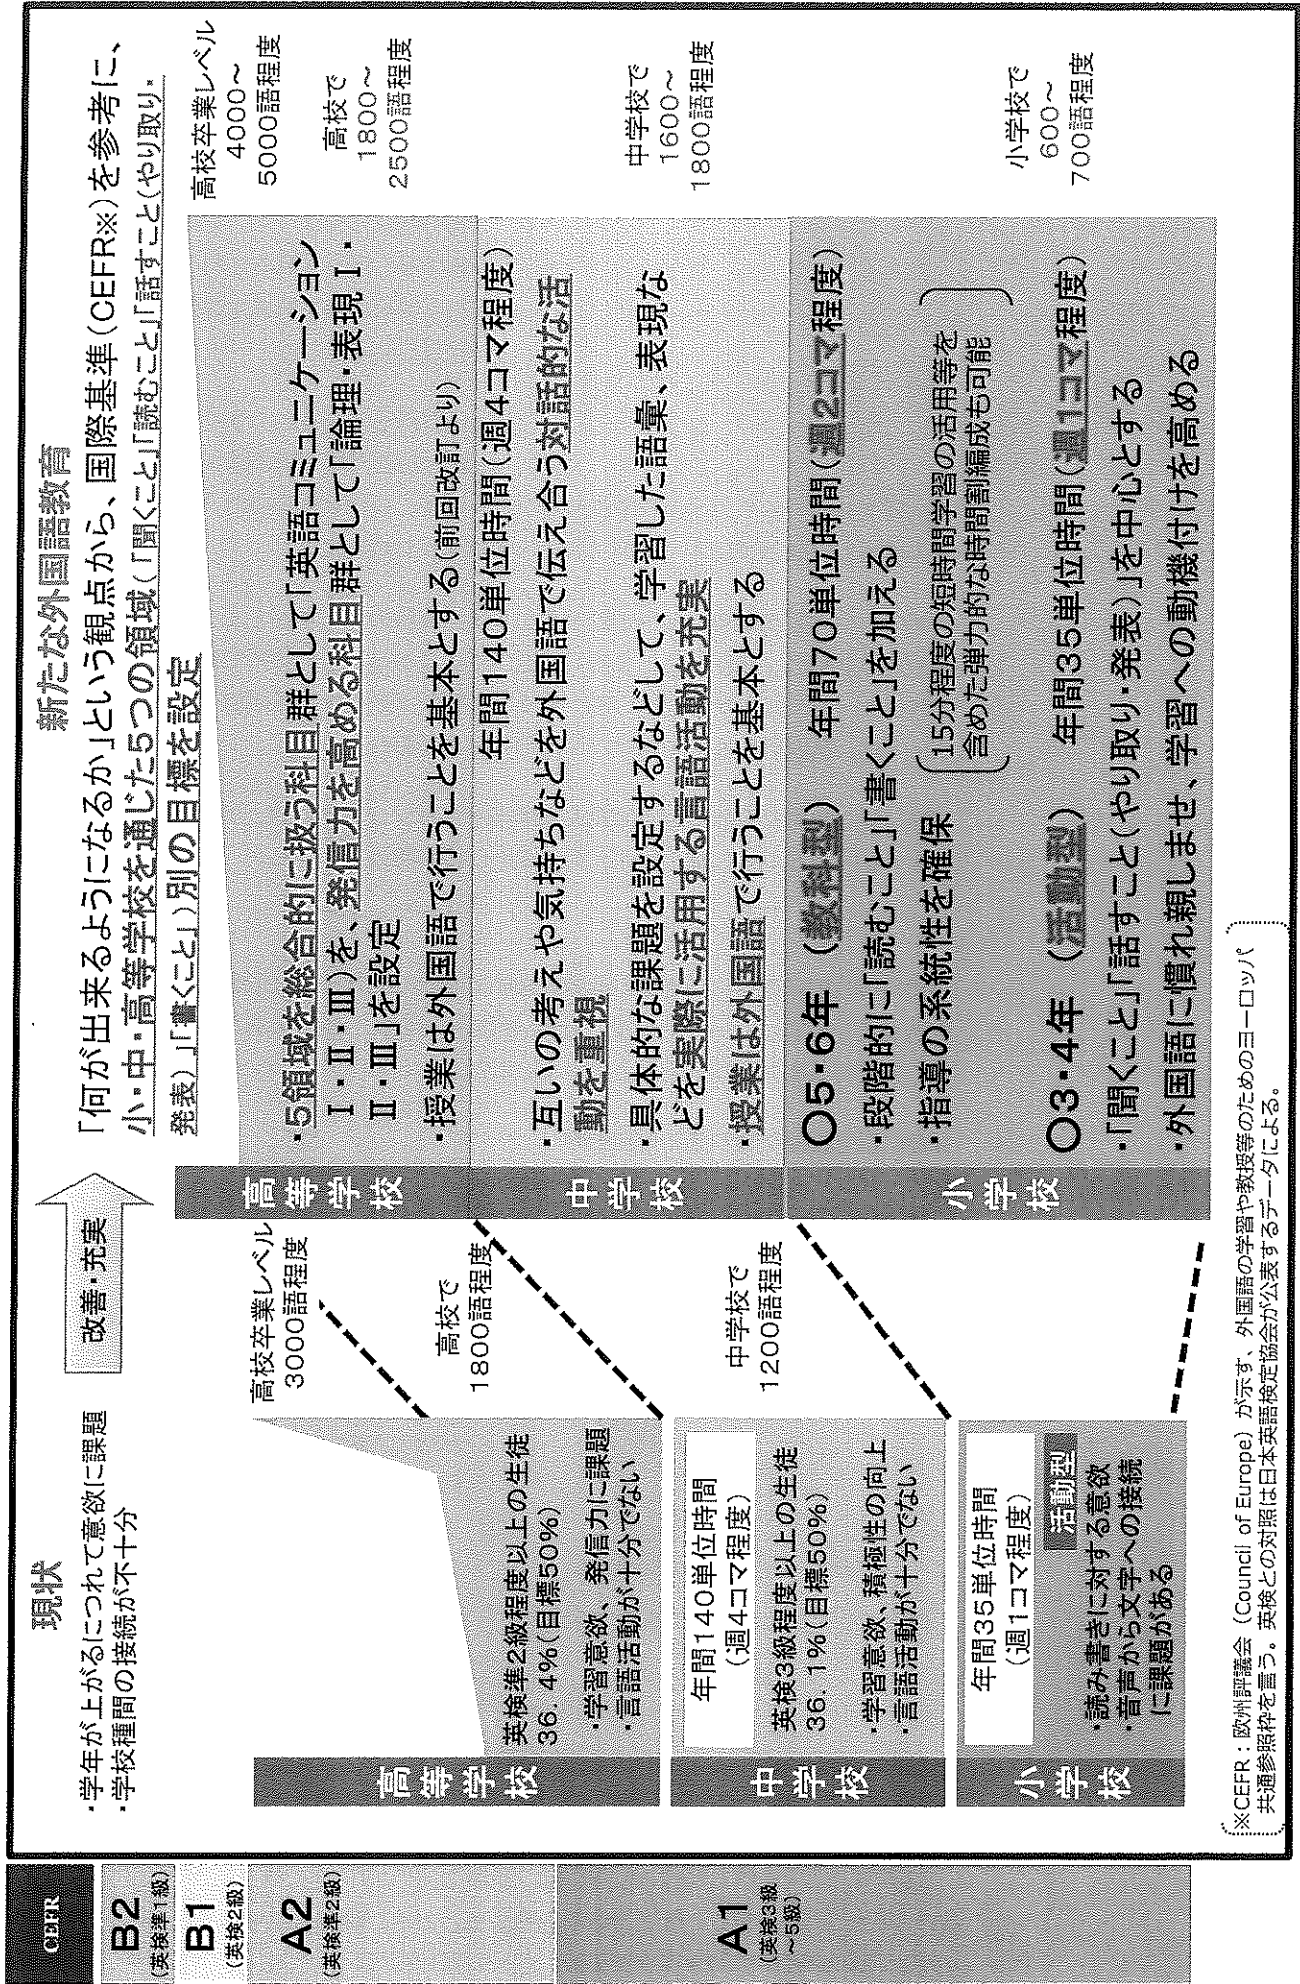 CEFR
B2
(英検準1級)
B1
(英検2級)
A2
(英検準2級)
A1
(英検3級
～5級)
現状
・学年が上がるにつれて意欲に課題
・学校種間の接続が不十分
高等学校
英検準2級程度以上の生徒
36．4%(目標50%)
・学習意欲、発信力に課題
・言語活動が十分でない
中学校
年間140単位時間
(週4コマ程度)
英検3級程度以上の生徒
36．1%(目標50%)
・学習意欲、積極性の向上
・言語活動が十分でない
小学校
年間35単位時間
(週1コマ程度)
活動型
・読み書きに対する意欲
・音声から文字への接続
に課題がある
高校卒業レベル
3000語程度
高校で
1800語程度
中学校で
1200語程度
改善・充実
新たな外国語教育
「何が出来るようになるか」という観点から、国際基準(CEFR※)を参考に、
小・中・高等学校を通じた5つの領域(「聞くこと」「読むこと」「話すこと(やり取り・
発表)」「書くこと」)別の目標を設定
高等学校
・5領域を総合的に扱う科目群として「英語コミュニケーション
Ⅰ・Ⅱ・Ⅲ)を、発信力を高める科目群として「論理・表現Ⅰ・
Ⅱ・Ⅲ」を設定
・授業は外国語で行うことを基本とする(前回改訂より)
中学校
年間140単位時間(週4コマ程度)
・互いの考えや気持ちなどを外国語で伝え合う対話的な活
動を重視
・具体的な課題を設定するなどして、学習した語彙、表現な
どを実際に活用する言語活動を充実
・授業は外国語で行うことを基本とする
小学校
○5・6年 (教科型) 年間70単位時間(週2コマ程度)
・段階的に「読むこと」「書くこと」を加える
・指導の系統性を確保
(15分程度の短時間学習の活用等を
含めた弾力的な時間割編成も可能)
○3・4年 (活動型) 年間35単位時間(週1コマ程度)
・「聞くこと」「話すこと(やり取り・発表)」を中心とする
・外国語に慣れ親しませ、学習への動機付けを高める
高校卒業レベル
4000～
5000語程度
高校で
1800～
2500語程度
中学校で
1600～
1800語程度
小学校で
600～
700語程度
※CEFR：欧州評議会 (Council of Europe) が示す、外国語の学習や教授等のためのヨーロッパ
共通参照枠を言う。英検との対照は日本英語検定協会が公表するデータによる。